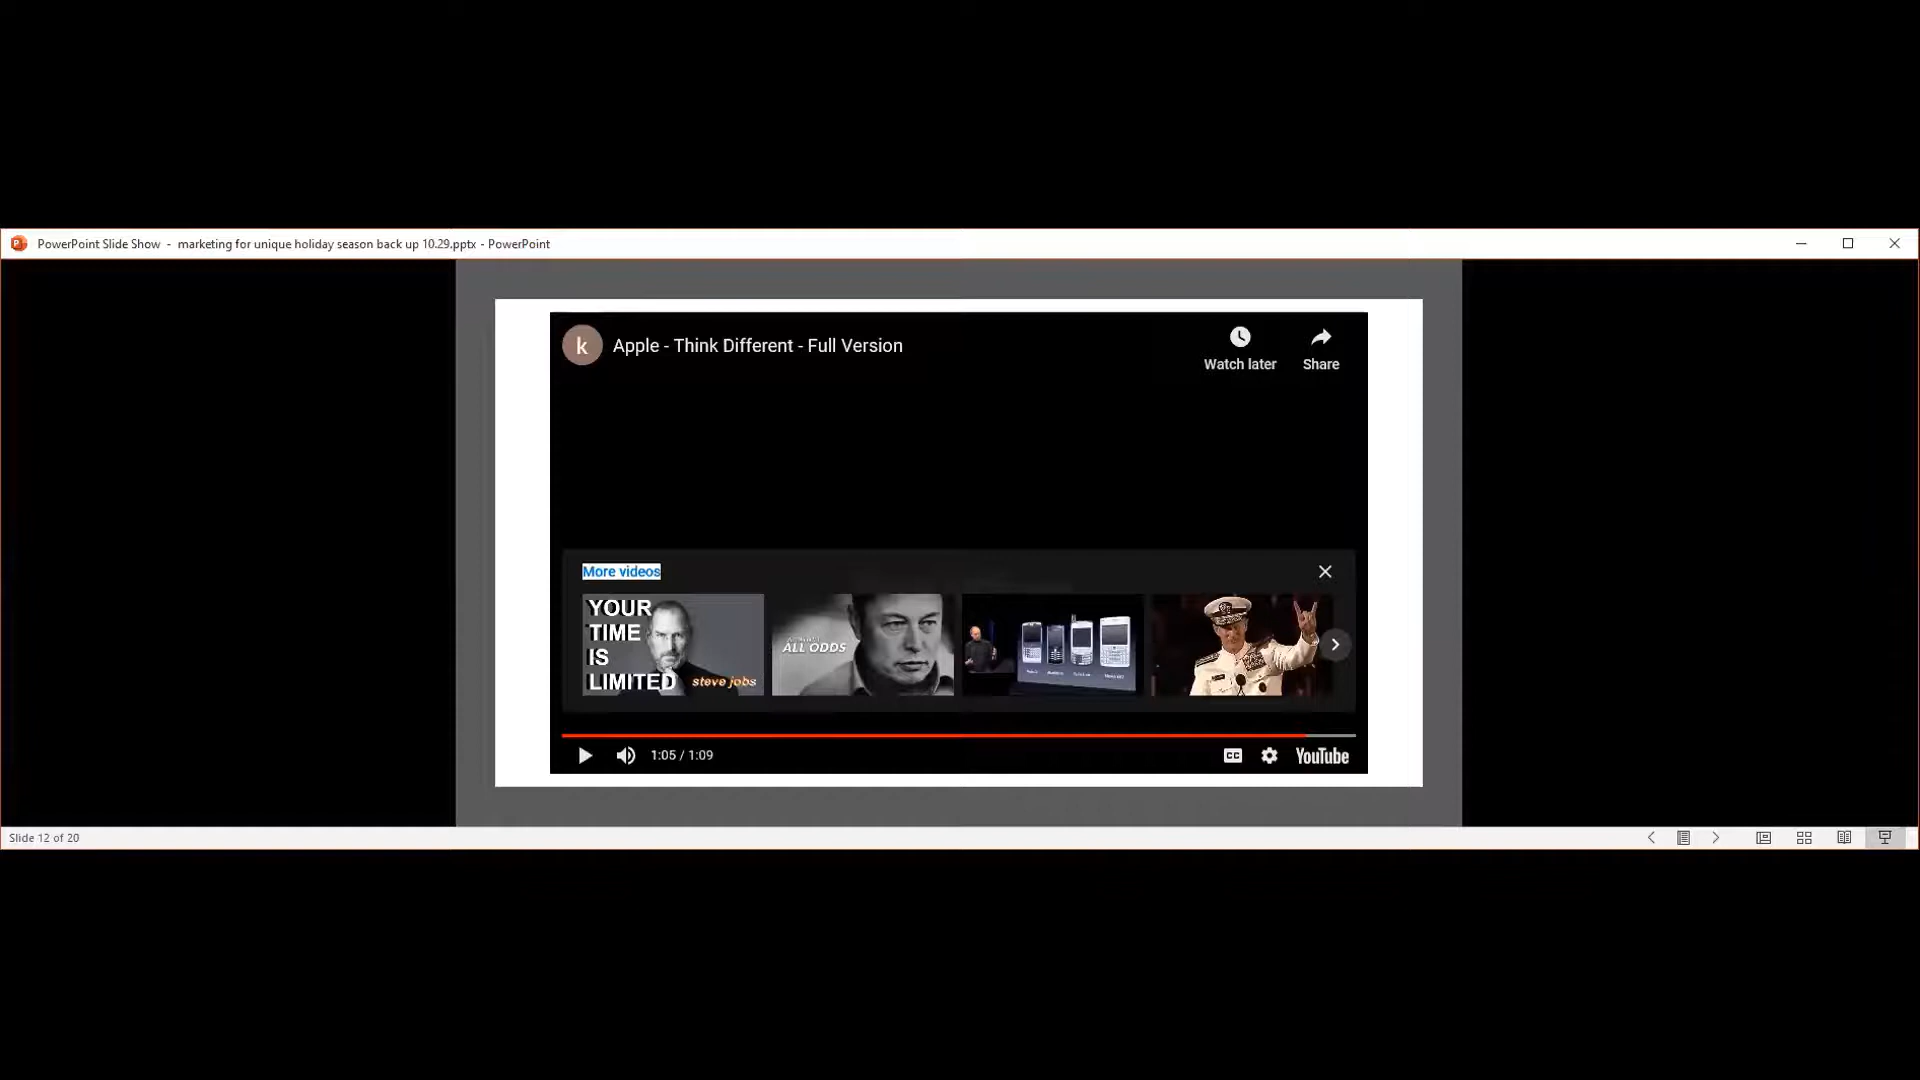 PowerPoint Slide Show - marketing for unique holiday season back up 10.29.pptx - PowerPoint
k
Apple - Think Different - Full Version
Watch later
Share
More videos
YOUR
TIME
IS
LIMITED
steve jobs
ALL ODDS
1:05 / 1:09
CC
YouTube
Slide 12 of 20